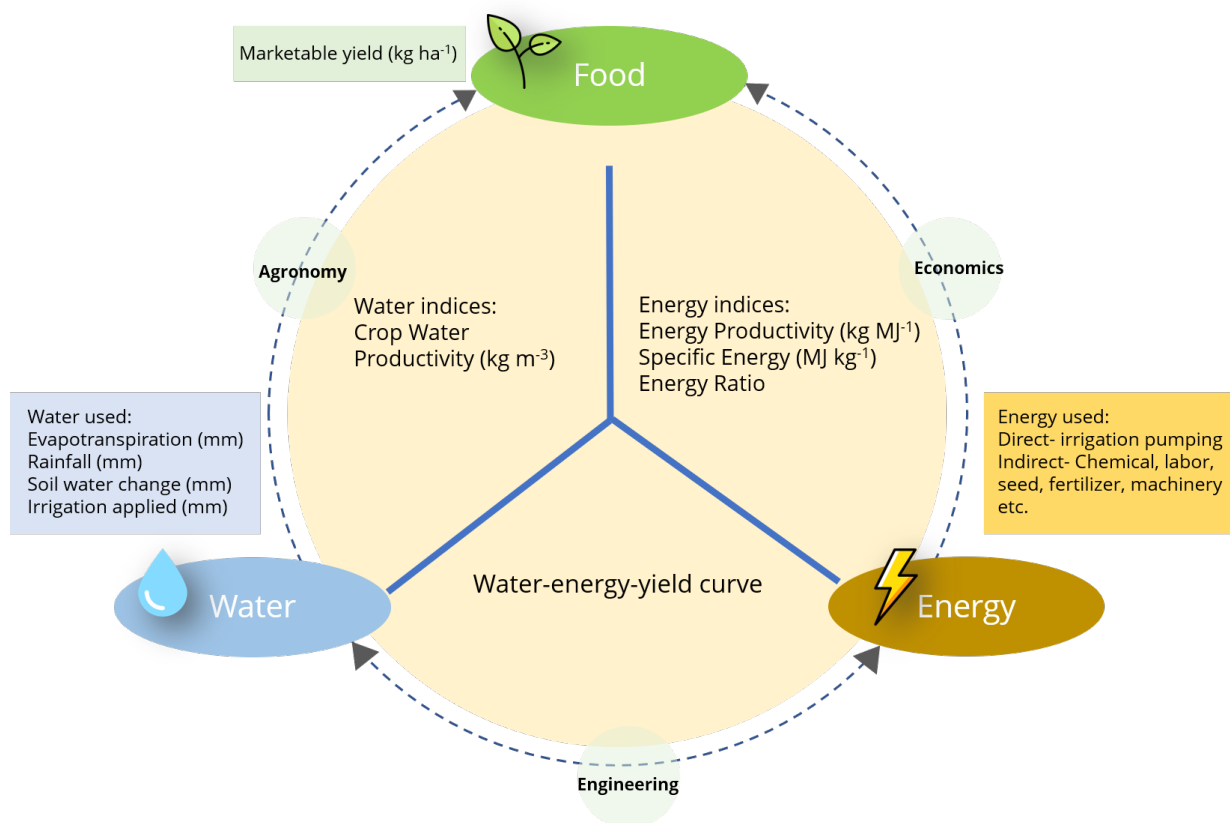 Marketable yield (kg ha⁻¹)
Food
Agronomy
Economics
Water indices:
Crop Water
Productivity (kg m⁻³)
Energy indices:
Energy Productivity (kg MJ⁻¹)
Specific Energy (MJ kg⁻¹)
Energy Ratio
Water used:
Evapotranspiration (mm)
Rainfall (mm)
Soil water change (mm)
Irrigation applied (mm)
Energy used:
Direct- irrigation pumping
Indirect- Chemical, labor,
seed, fertilizer, machinery
etc.
Water-energy-yield curve
Water
Energy
Engineering